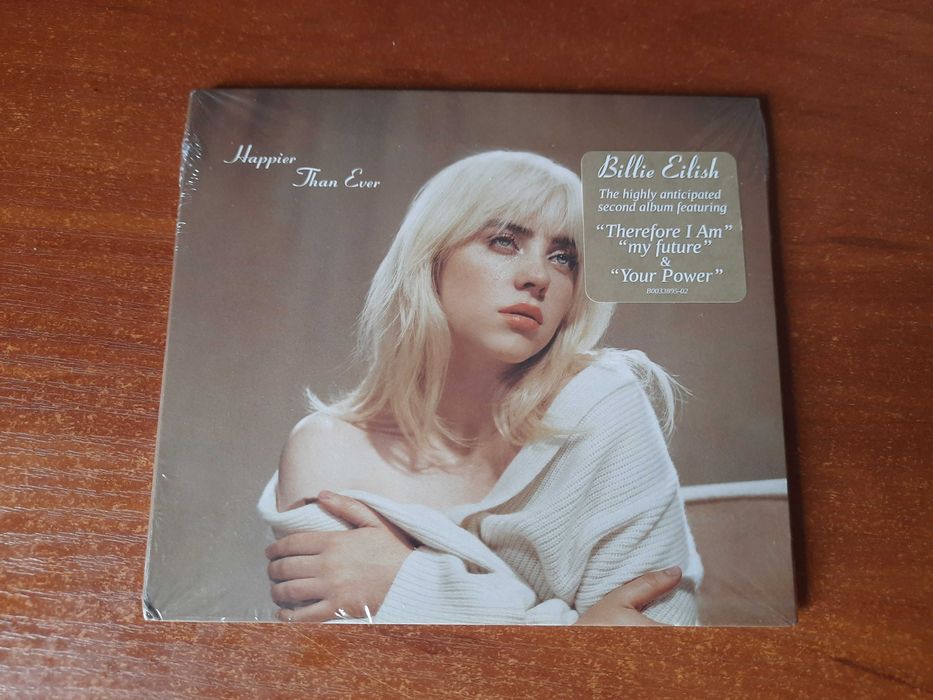 Happier
Than Ever
Billie Eilish
The highly anticipated
second album featuring
“Therefore I Am”
“my future”
&
“Your Power”
B0033895-02